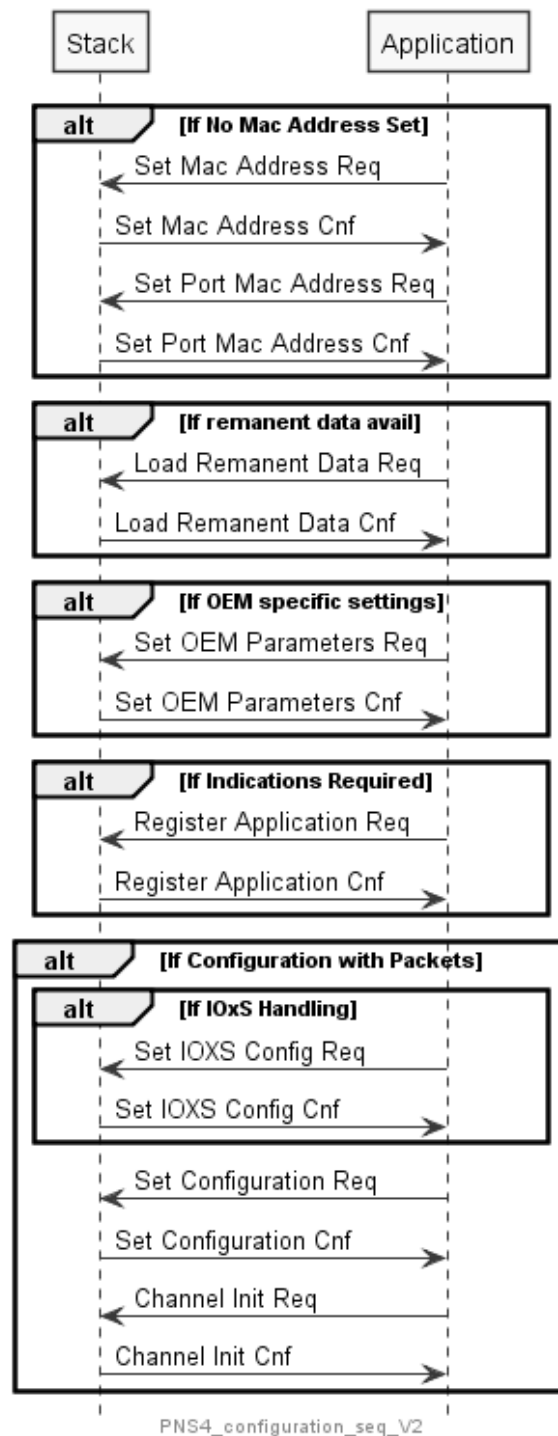 Stack Application
alt [If No Mac Address Set]
Set Mac Address Req
Set Mac Address Cnf
Set Port Mac Address Req
Set Port Mac Address Cnf
alt [If remanent data avail]
Load Remanent Data Req
Load Remanent Data Cnf
alt [If OEM specific settings]
Set OEM Parameters Req
Set OEM Parameters Cnf
alt [If Indications Required]
Register Application Req
Register Application Cnf
alt [If Configuration with Packets]
alt [If IOxS Handling]
Set IOXS Config Req
Set IOXS Config Cnf
Set Configuration Req
Set Configuration Cnf
Channel Init Req
Channel Init Cnf
PNS4_configuration_seq_V2